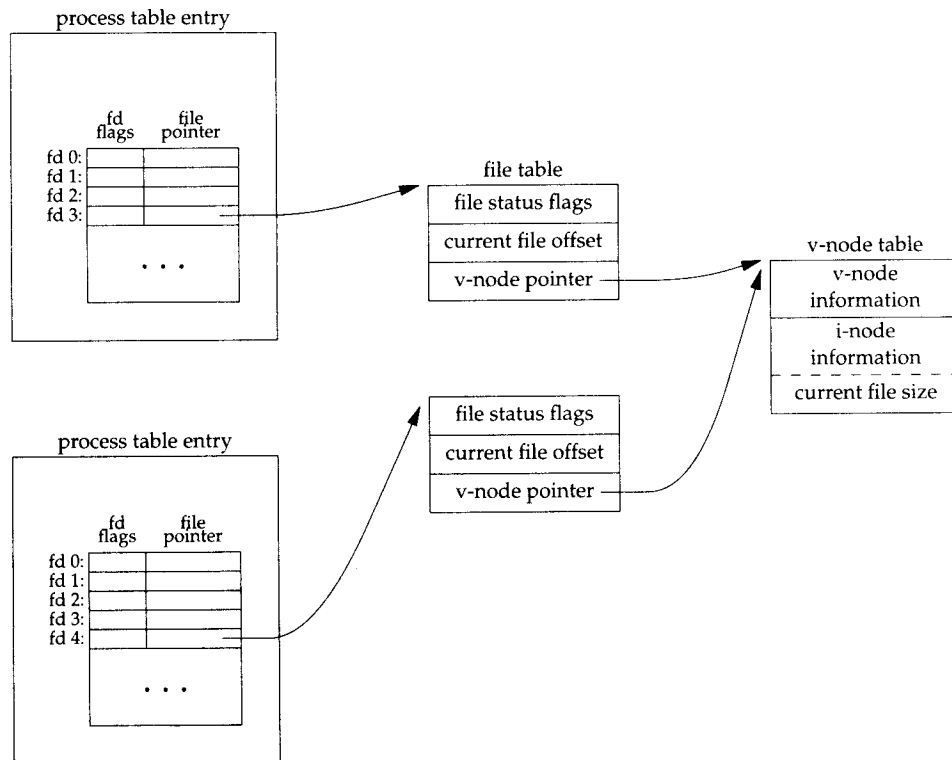 process table entry
fd flags
file pointer
fd 0:
fd 1:
fd 2:
fd 3:
. . .
file table
file status flags
current file offset
v-node pointer
v-node table
v-node information
i-node information
current file size
file status flags
current file offset
v-node pointer
process table entry
fd flags
file pointer
fd 0:
fd 1:
fd 2:
fd 3:
fd 4:
. . .